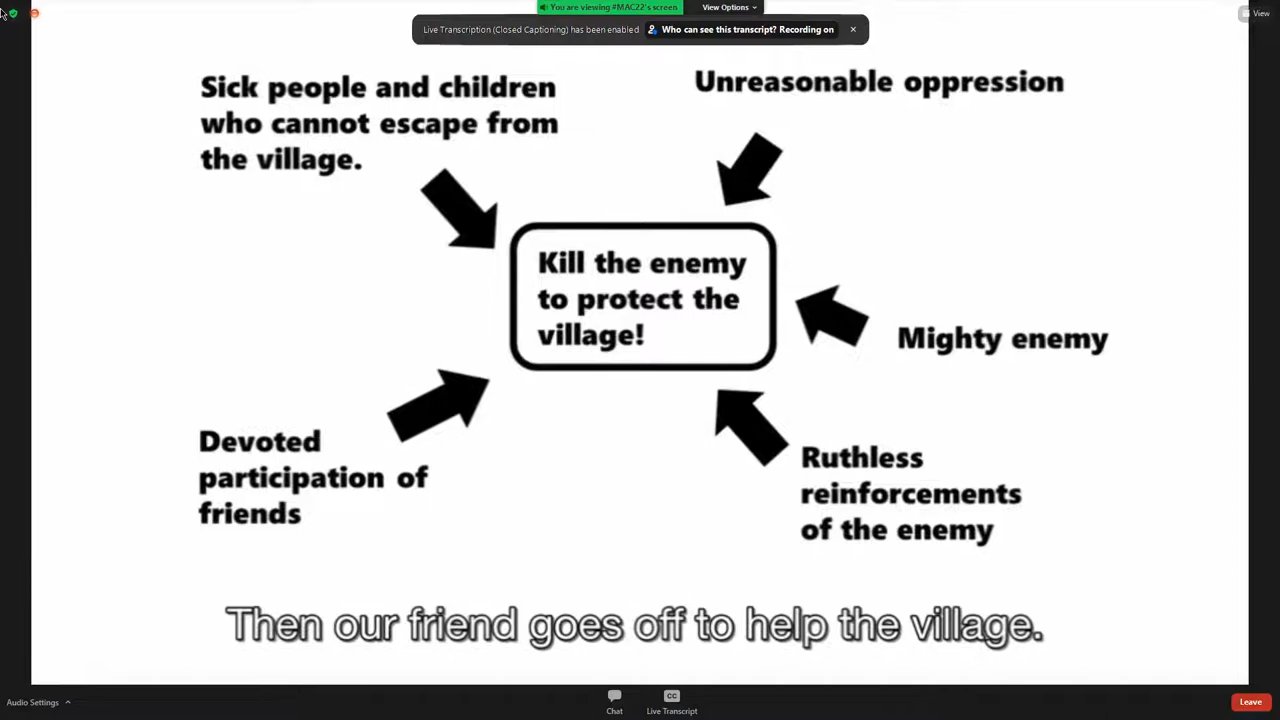 You are viewing #MAC22's screen
View Options
View
Live Transcription (Closed Captioning) has been enabled
Who can see this transcript? Recording on
Sick people and children
who cannot escape from
the village.
Unreasonable oppression
Kill the enemy
to protect the
village!
Mighty enemy
Devoted
participation of
friends
Ruthless
reinforcements
of the enemy
Then our friend goes off to help the village.
Audio Settings
Chat
CC
Live Transcript
Leave